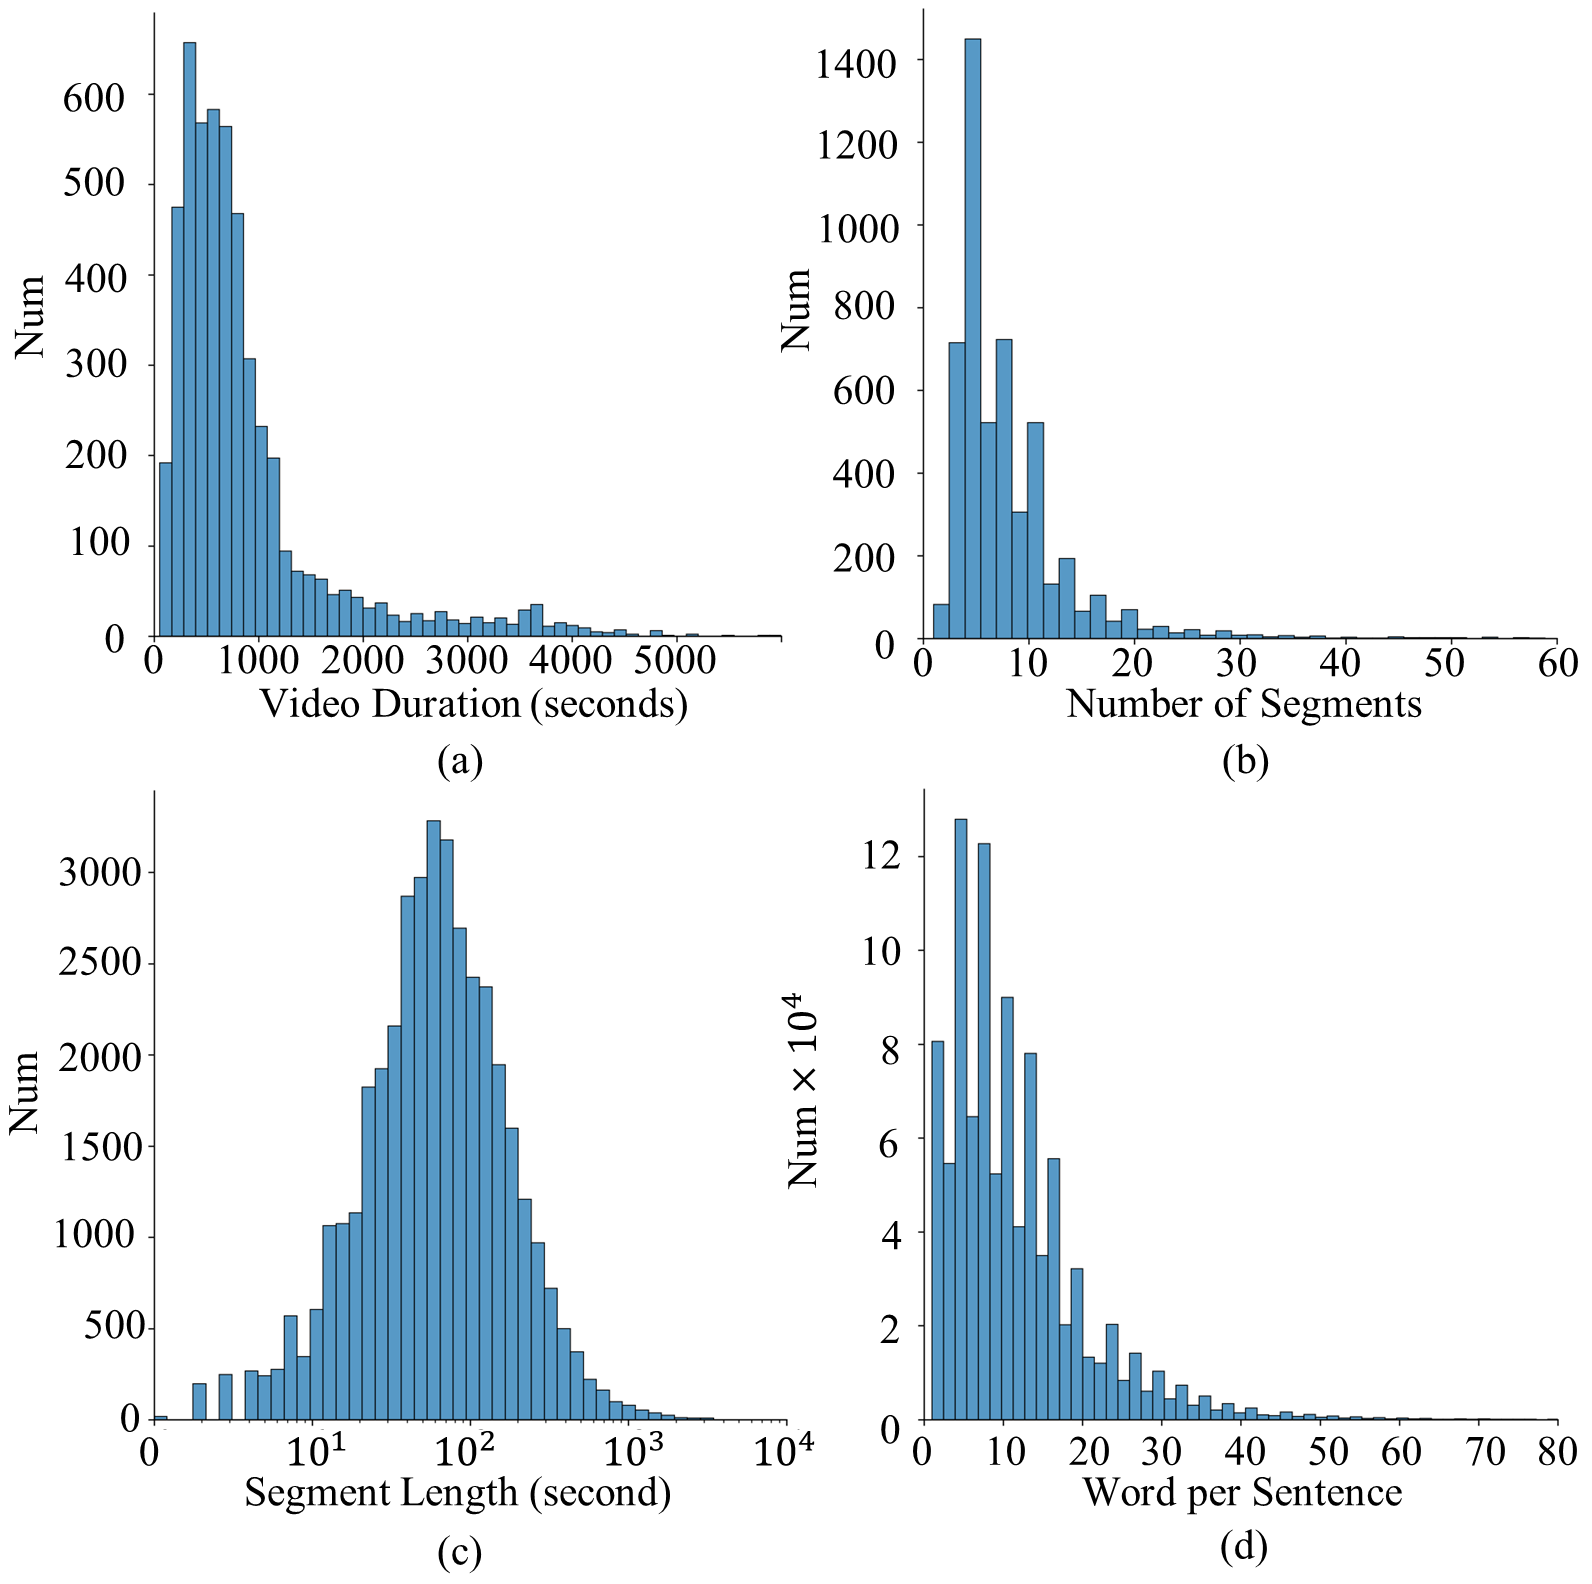 600
500
400
300
200
100
0
Num
0 1000 2000 3000 4000 5000
Video Duration (seconds)
(a)
1400
1200
1000
800
600
400
200
0
Num
0 10 20 30 40 50 60
Number of Segments
(b)
3000
2500
2000
1500
1000
500
0
Num
0 10¹ 10² 10³ 10⁴
Segment Length (second)
(c)
12
10
8
6
4
2
0
Num × 10⁴
0 10 20 30 40 50 60 70 80
Word per Sentence
(d)